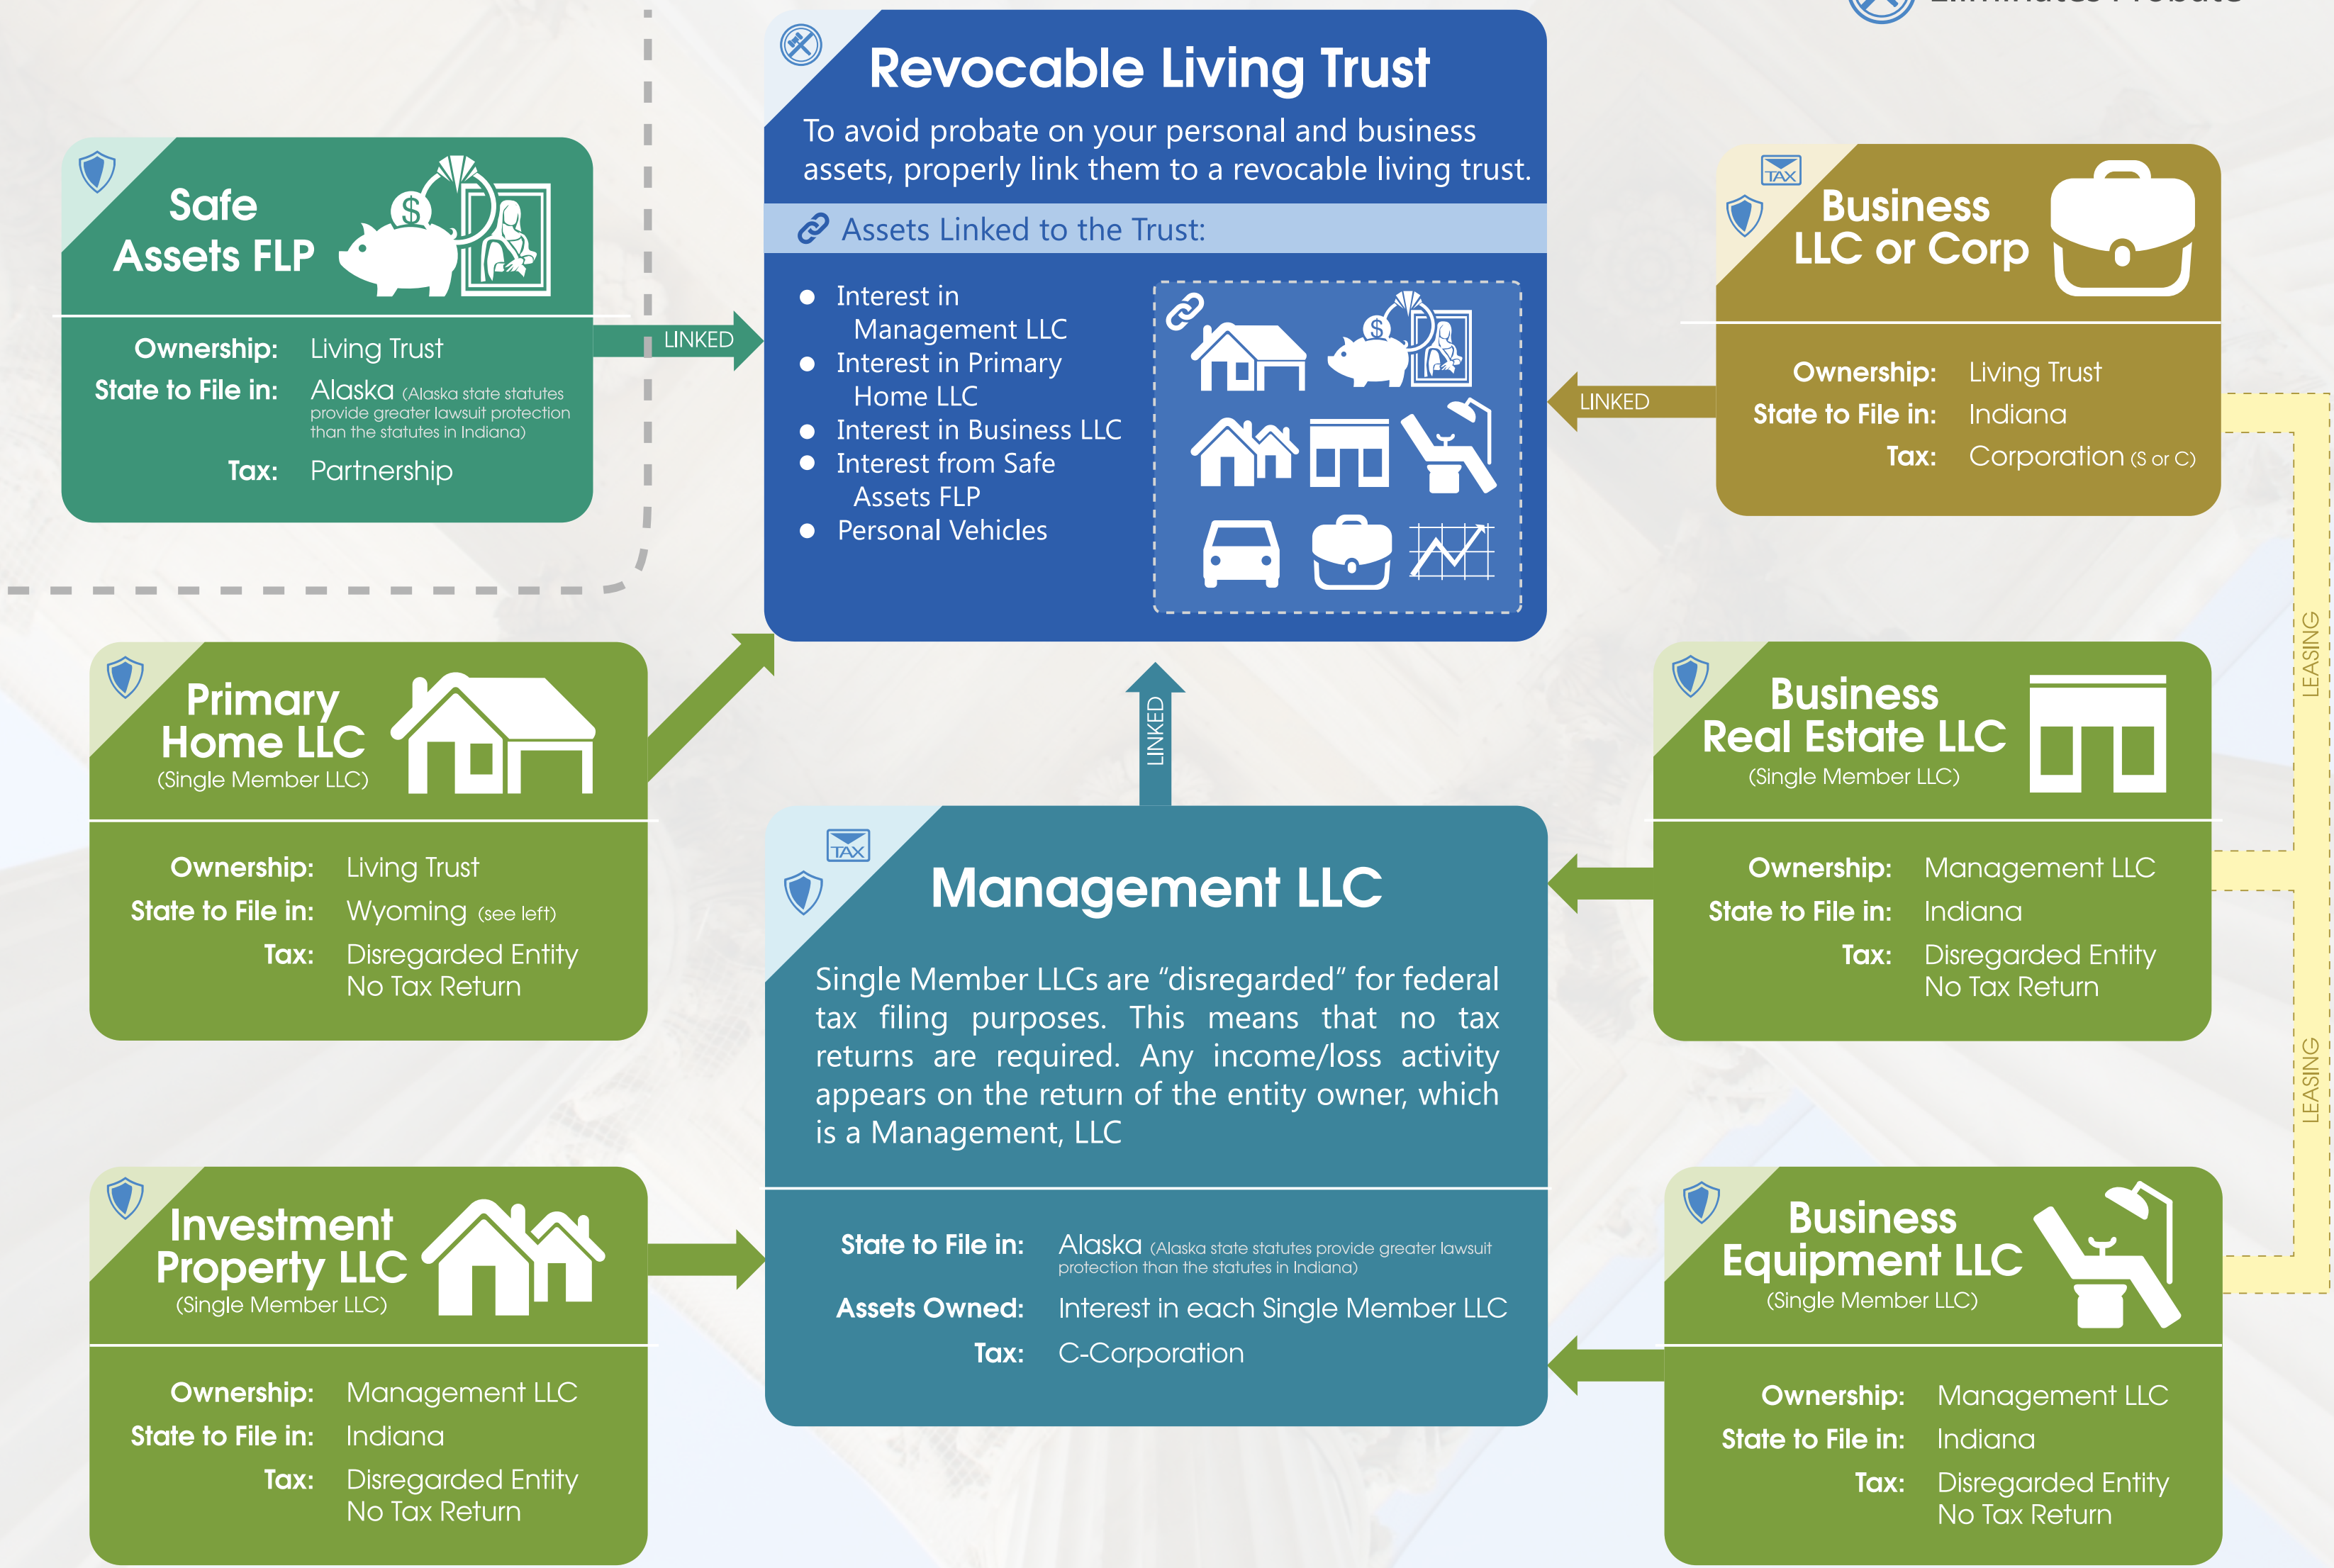 Eliminates Probate
Revocable Living Trust
To avoid probate on your personal and business
assets, properly link them to a revocable living trust.
Assets Linked to the Trust:
● Interest in
Management LLC
● Interest in Primary
Home LLC
● Interest in Business LLC
● Interest from Safe
Assets FLP
● Personal Vehicles
$
Safe
Assets FLP
$
Ownership: Living Trust
State to File in: Alaska (Alaska state statutes
provide greater lawsuit protection
than the statutes in Indiana)
Tax: Partnership
LINKED
TAX
Business
LLC or Corp
Ownership: Living Trust
State to File in: Indiana
Tax: Corporation (S or C)
LINKED
LEASING
LEASING
Primary
Home LLC
(Single Member LLC)
Ownership: Living Trust
State to File in: Wyoming (see left)
Tax: Disregarded Entity
No Tax Return
LINKED
TAX
Management LLC
Single Member LLCs are “disregarded” for federal
tax filing purposes. This means that no tax
returns are required. Any income/loss activity
appears on the return of the entity owner, which
is a Management, LLC
State to File in: Alaska (Alaska state statutes provide greater lawsuit
protection than the statutes in Indiana)
Assets Owned: Interest in each Single Member LLC
Tax: C-Corporation
Business
Real Estate LLC
(Single Member LLC)
Ownership: Management LLC
State to File in: Indiana
Tax: Disregarded Entity
No Tax Return
Investment
Property LLC
(Single Member LLC)
Ownership: Management LLC
State to File in: Indiana
Tax: Disregarded Entity
No Tax Return
Business
Equipment LLC
(Single Member LLC)
Ownership: Management LLC
State to File in: Indiana
Tax: Disregarded Entity
No Tax Return